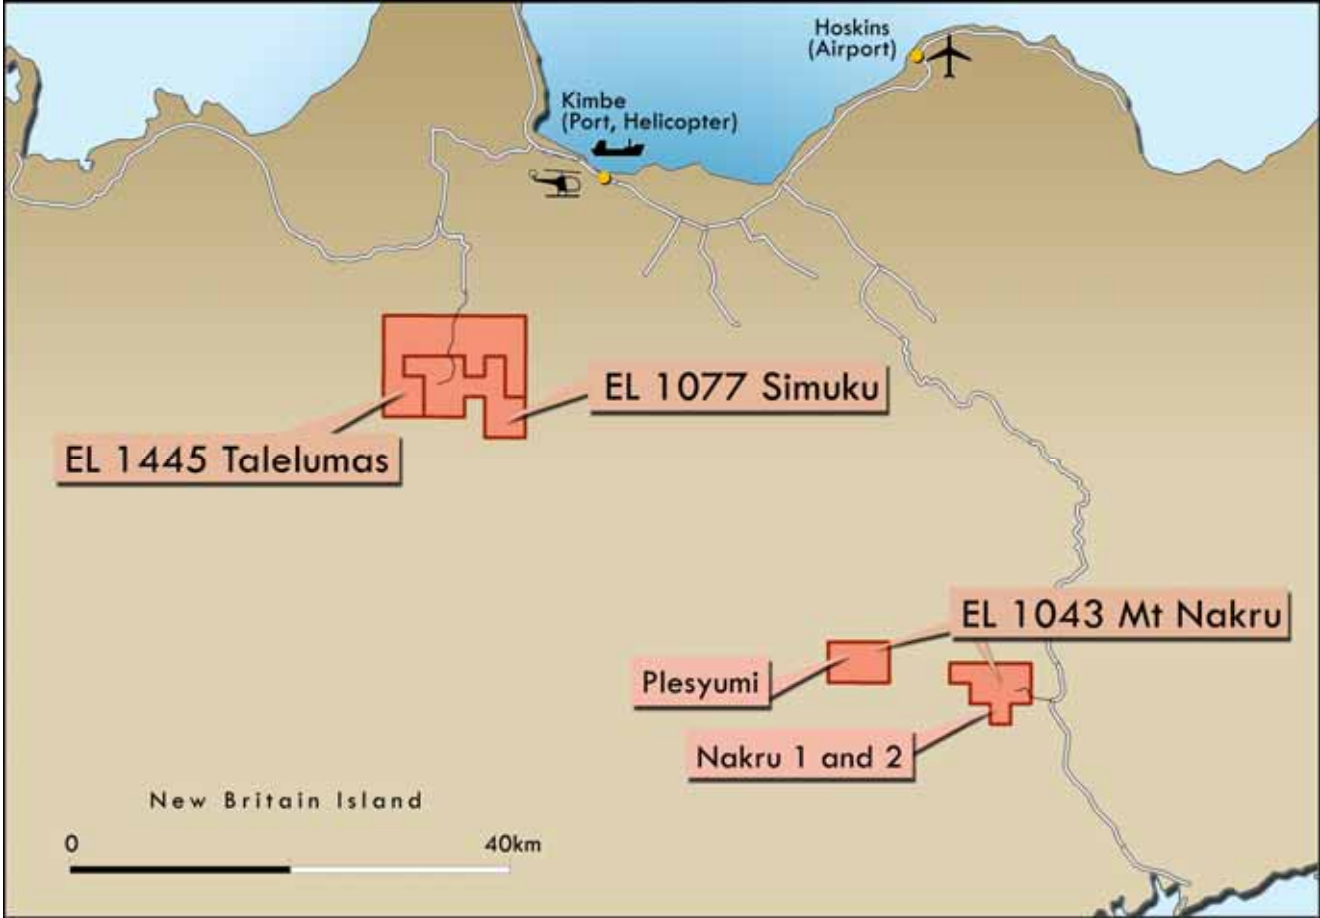 Hoskins
(Airport)
Kimbe
(Port, Helicopter)
EL 1077 Simuku
EL 1445 Talelumas
EL 1043 Mt Nakru
Plesyumi
Nakru 1 and 2
New Britain Island
0
40km